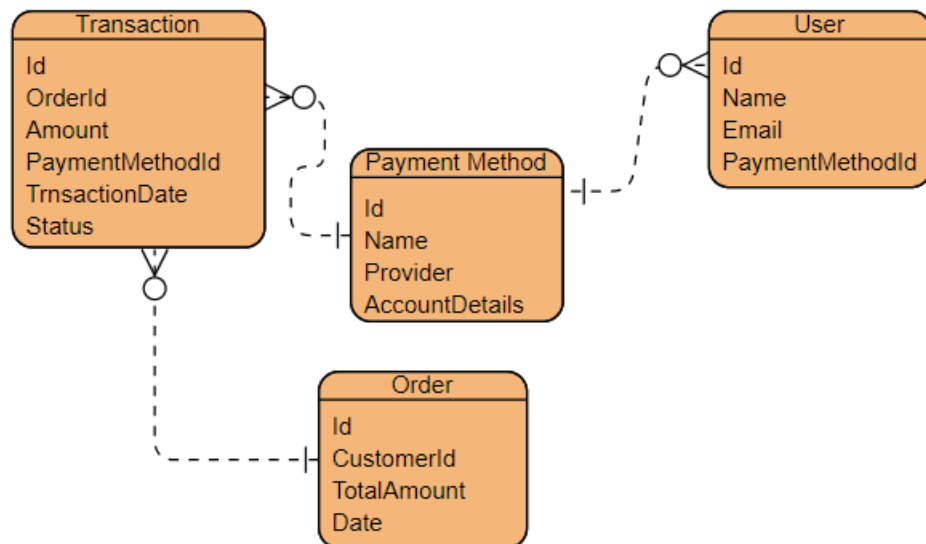 Transaction
Id
OrderId
Amount
PaymentMethodId
TrnsactionDate
Status
Payment Method
Id
Name
Provider
AccountDetails
User
Id
Name
Email
PaymentMethodId
Order
Id
CustomerId
TotalAmount
Date